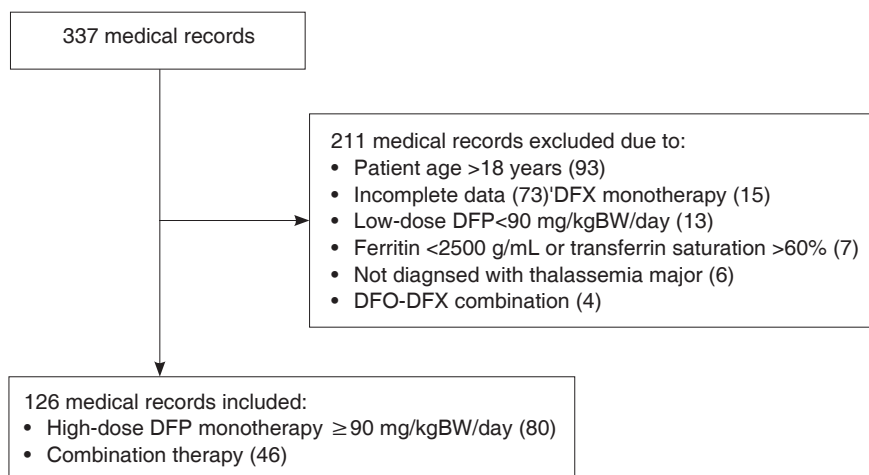 337 medical records
211 medical records excluded due to:
• Patient age >18 years (93)
• Incomplete data (73)'DFX monotherapy (15)
• Low-dose DFP<90 mg/kgBW/day (13)
• Ferritin <2500 g/mL or transferrin saturation >60% (7)
• Not diagnsed with thalassemia major (6)
• DFO-DFX combination (4)
126 medical records included:
• High-dose DFP monotherapy ≥90 mg/kgBW/day (80)
• Combination therapy (46)